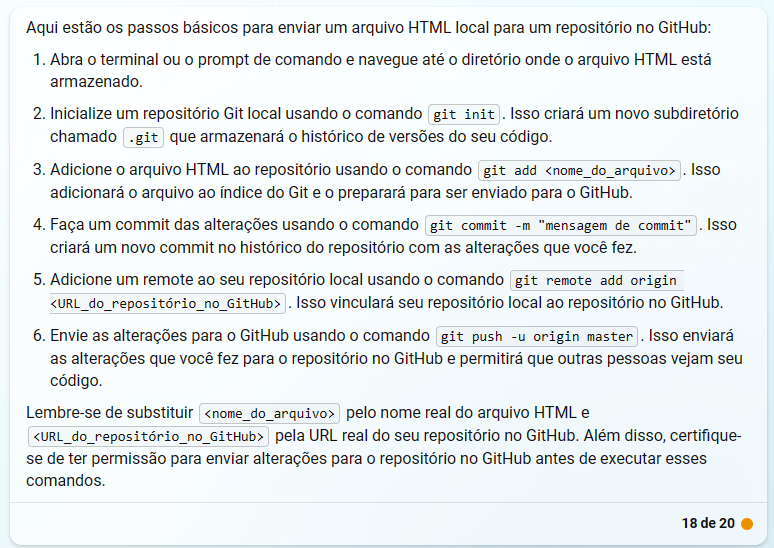 Aqui estão os passos básicos para enviar um arquivo HTML local para um repositório no GitHub:
1. Abra o terminal ou o prompt de comando e navegue até o diretório onde o arquivo HTML está
armazenado.
2. Inicialize um repositório Git local usando o comando git init. Isso criará um novo subdiretório
chamado .git que armazenará o histórico de versões do seu código.
3. Adicione o arquivo HTML ao repositório usando o comando git add <nome_do_arquivo>. Isso
adicionará o arquivo ao índice do Git e o preparará para ser enviado para o GitHub.
4. Faça um commit das alterações usando o comando git commit -m "mensagem de commit". Isso
criará um novo commit no histórico do repositório com as alterações que você fez.
5. Adicione um remote ao seu repositório local usando o comando git remote add origin
<URL_do_repositório_no_GitHub>. Isso vinculará seu repositório local ao repositório no GitHub.
6. Envie as alterações para o GitHub usando o comando git push -u origin master. Isso enviará
as alterações que você fez para o repositório no GitHub e permitirá que outras pessoas vejam seu
código.
Lembre-se de substituir <nome_do_arquivo> pelo nome real do arquivo HTML e
<URL_do_repositório_no_GitHub> pela URL real do seu repositório no GitHub. Além disso, certifique-
se de ter permissão para enviar alterações para o repositório no GitHub antes de executar esses
comandos.
18 de 20